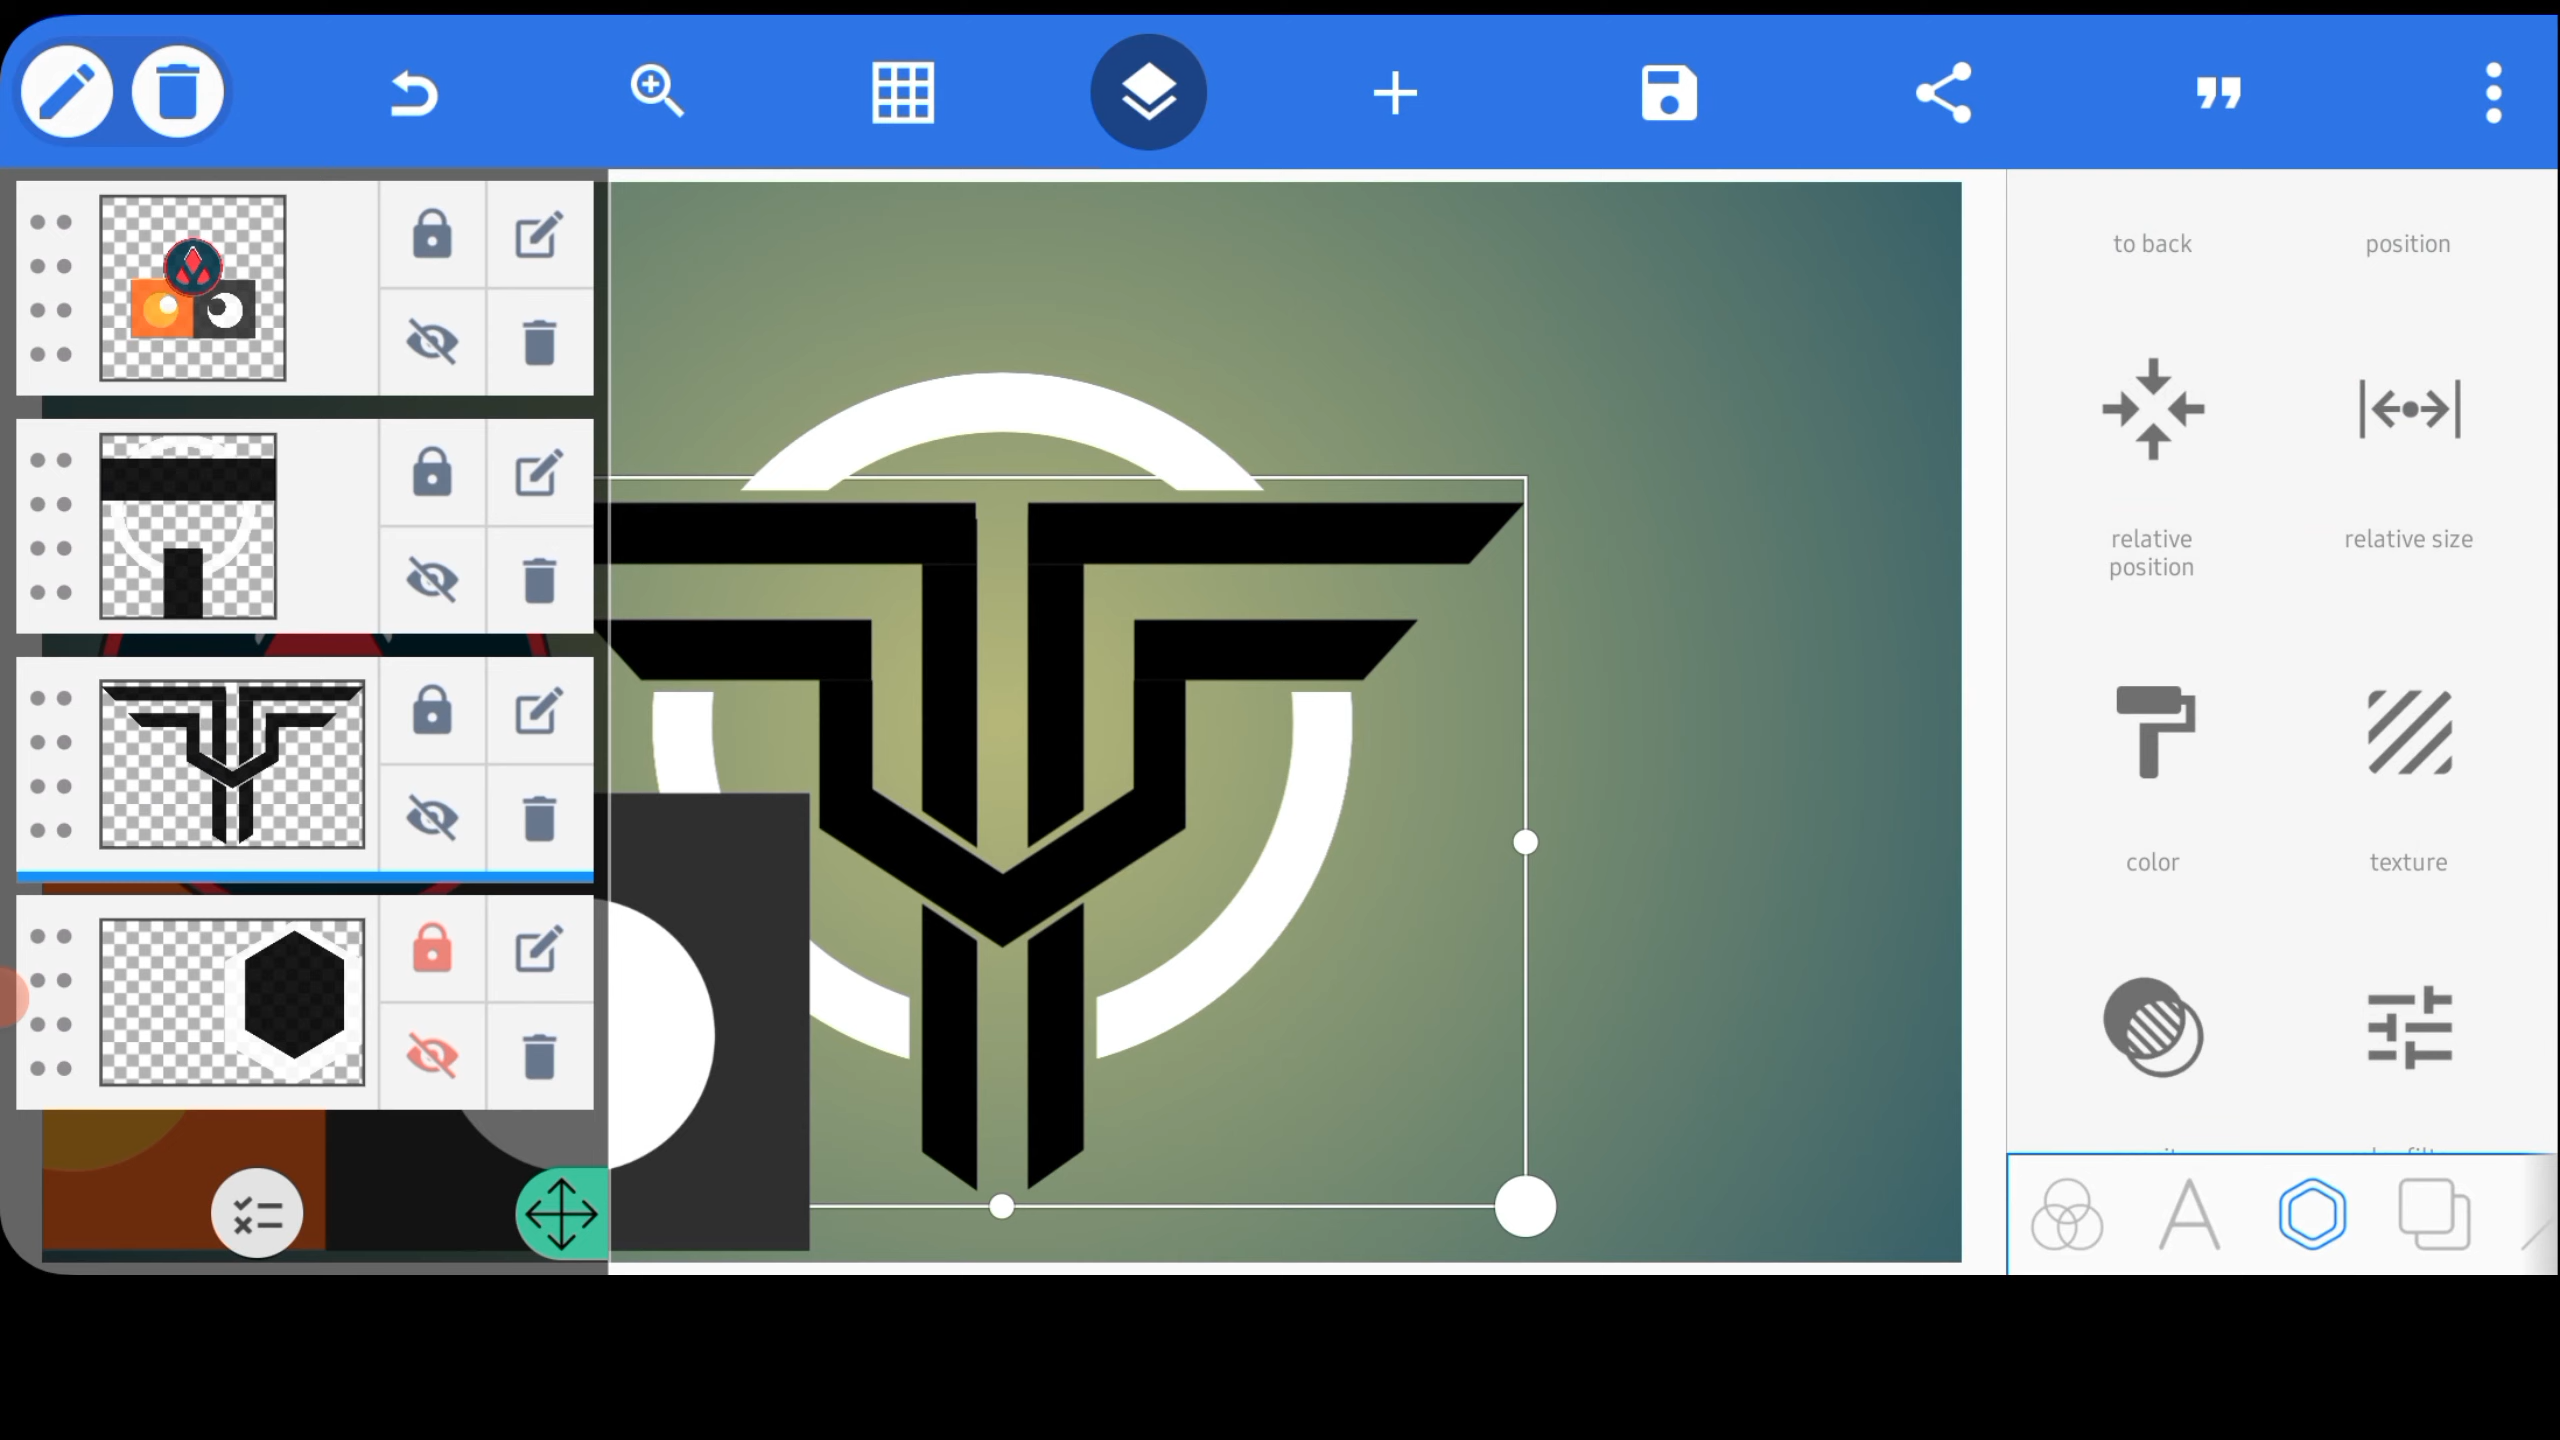 to back
position
relative
position
relative size
color
texture